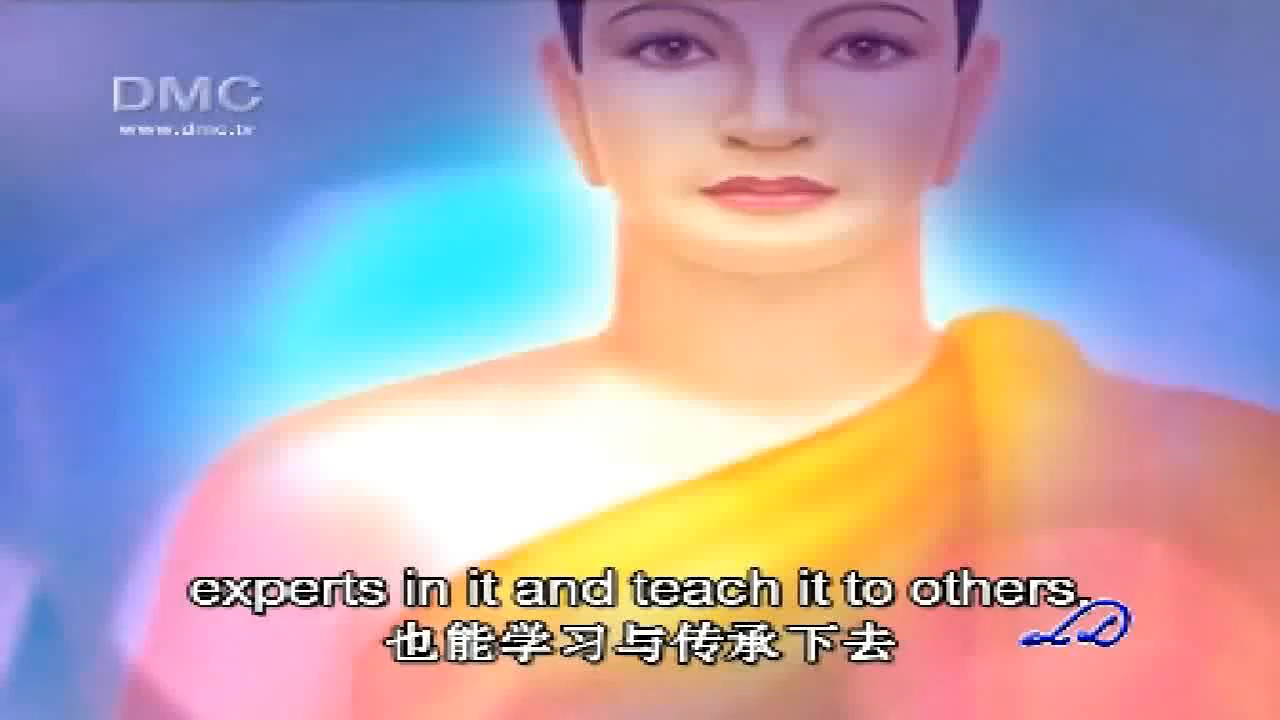 DMC
www.dmc.tv
experts in it and teach it to others.
也能学习与传承下去